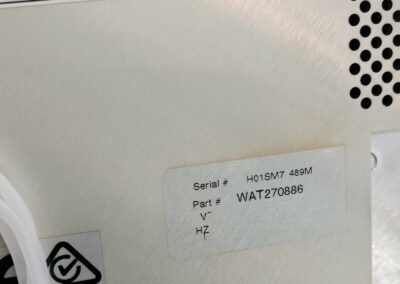 Serial # H01SM7 489M
Part # WAT270886
V~
HZ